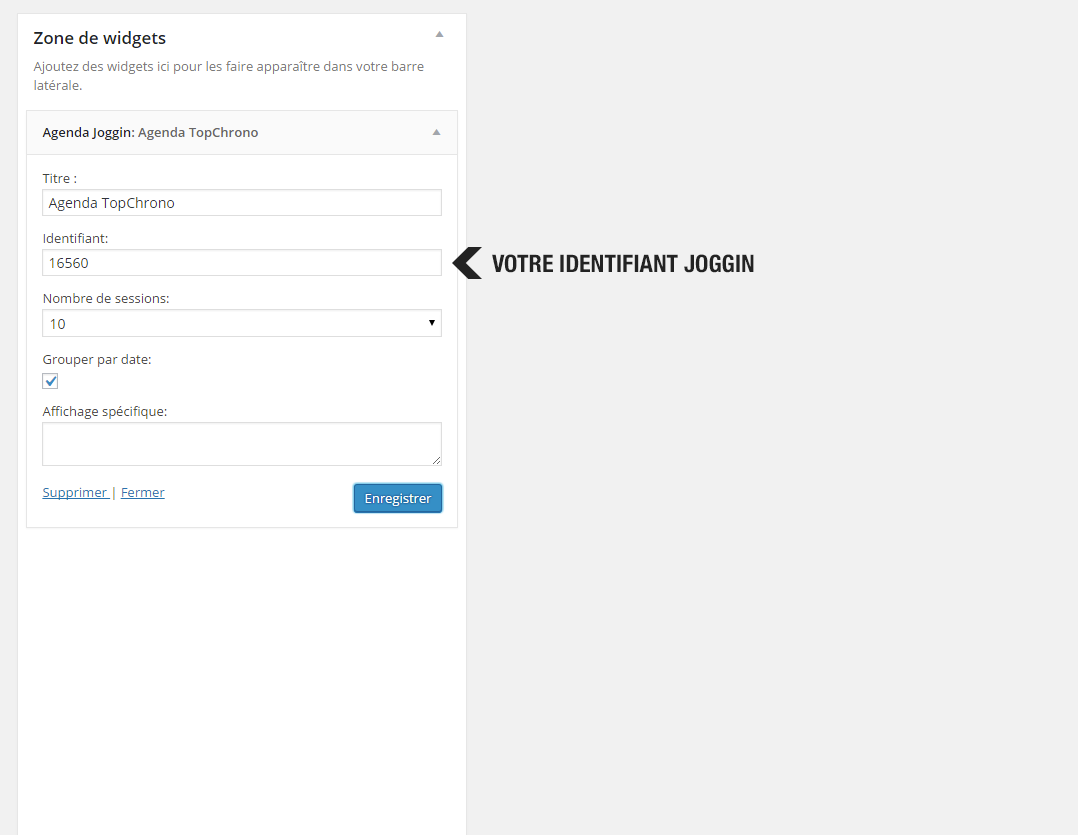 Zone de widgets
Ajoutez des widgets ici pour les faire apparaître dans votre barre
latérale.
Agenda Joggin: Agenda TopChrono
Titre :
Agenda TopChrono
Identifiant:
16560
VOTRE IDENTIFIANT JOGGIN
Nombre de sessions:
10
Grouper par date:
Affichage spécifique:
Supprimer | Fermer
Enregistrer